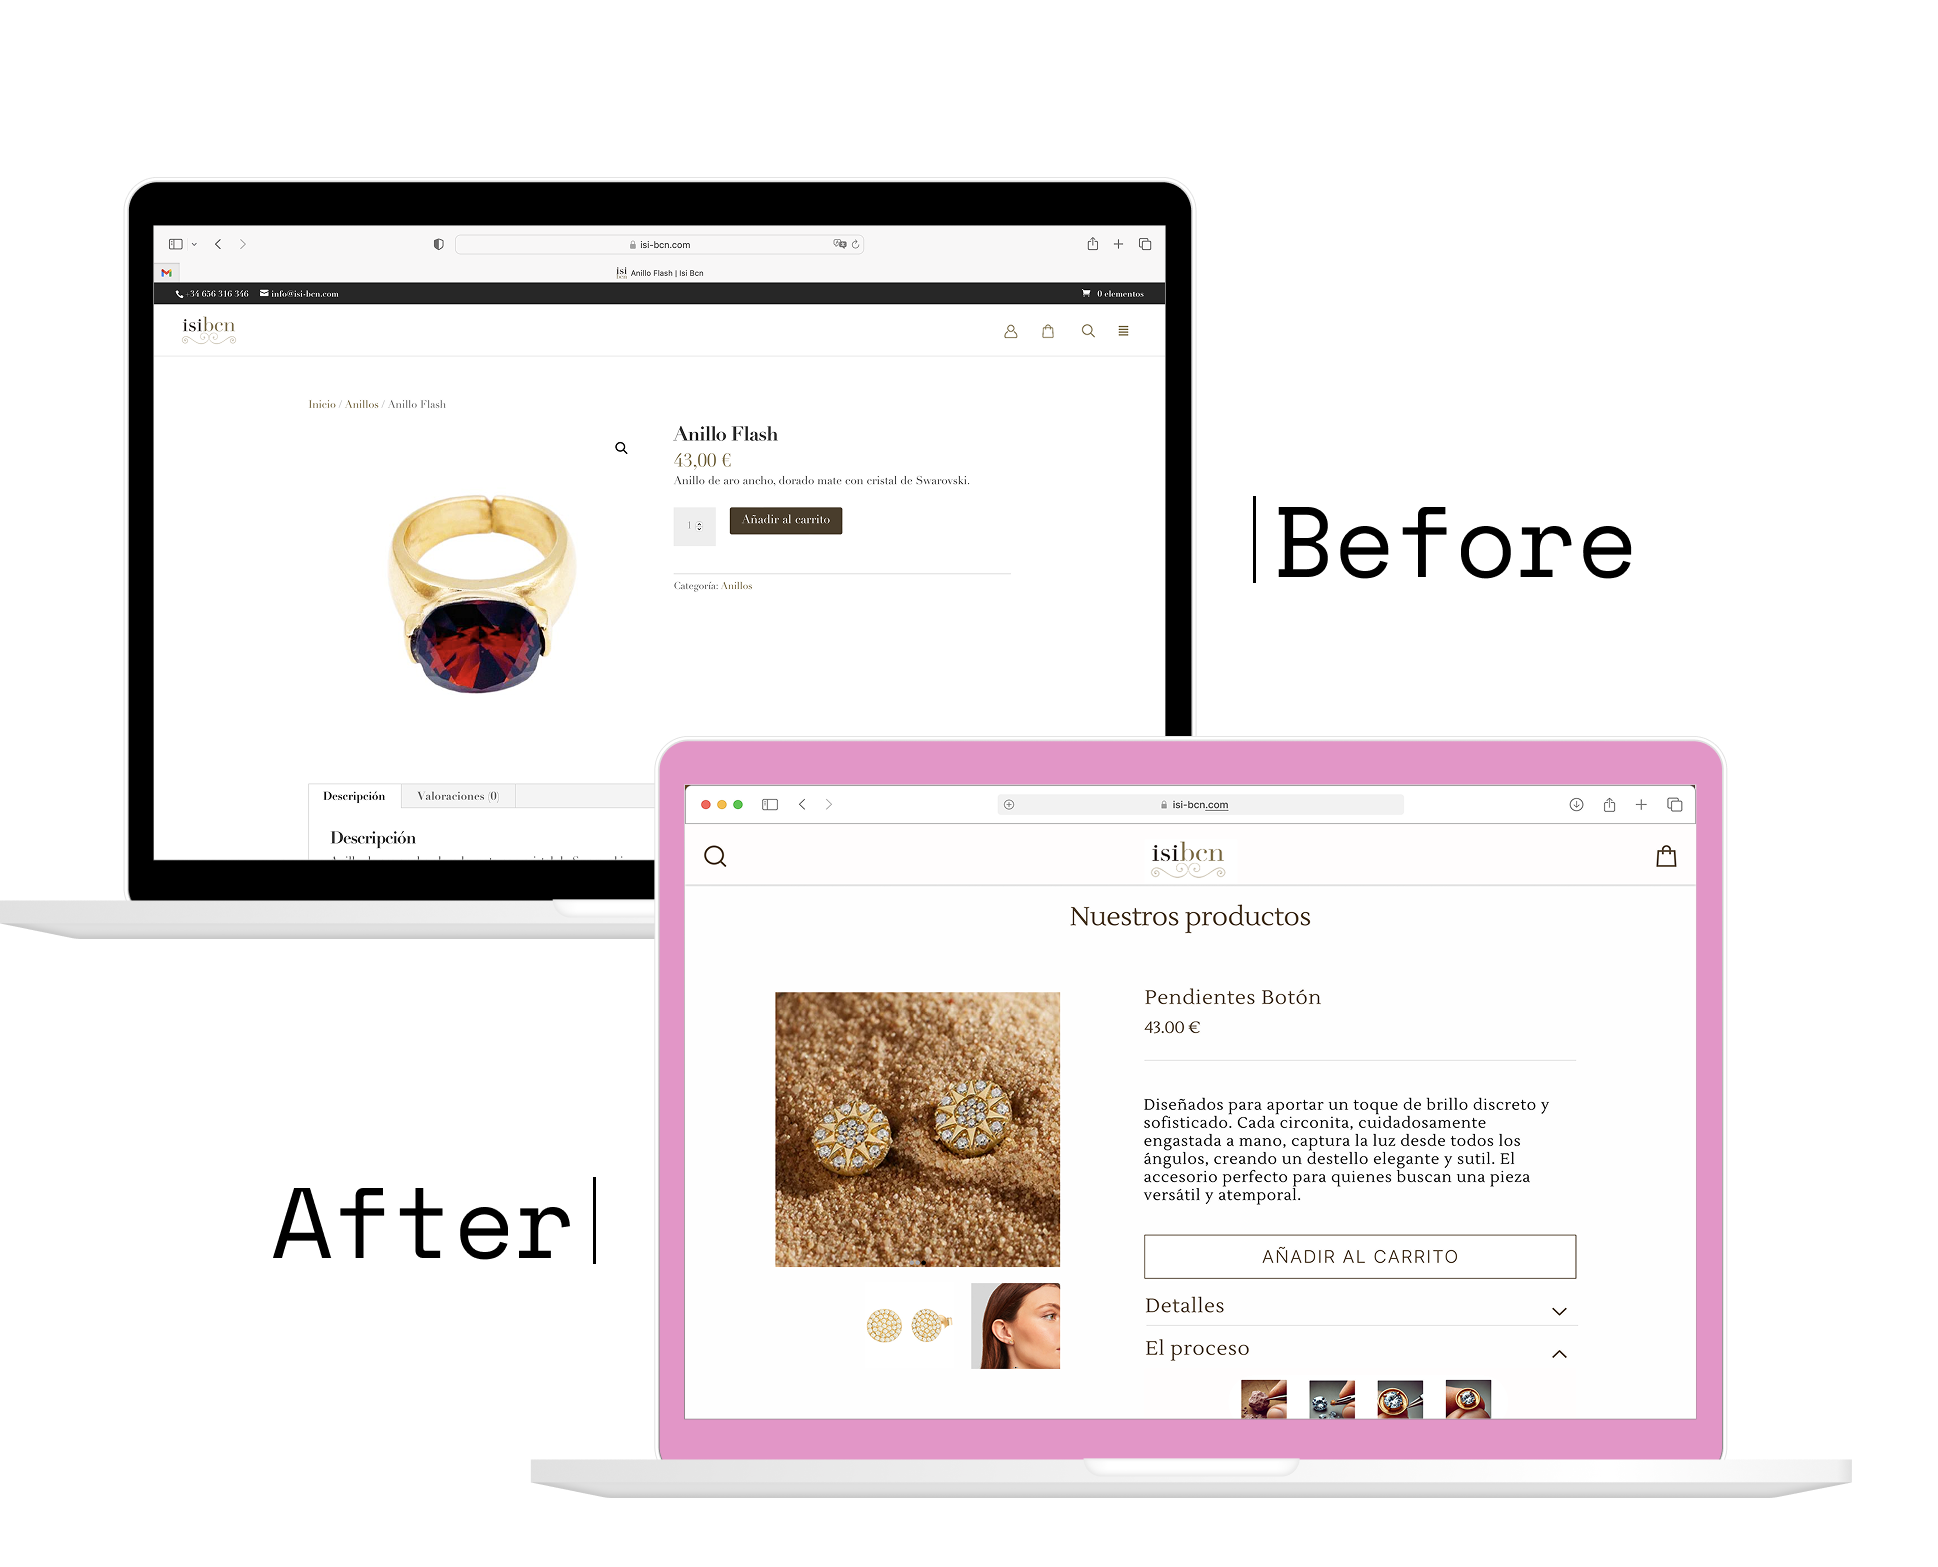 isi-bcn.com
isi bcn Anillo Flash | Isi Bcn
+34 656 316 346 info@isi-bcn.com 0 elementos
isibcn
Inicio / Anillos / Anillo Flash
Anillo Flash
43,00 €
Anillo de aro ancho, dorado mate con cristal de Swarovski.
1 Añadir al carrito
Categoría: Anillos
Descripción Valoraciones (0)
Descripción
Before
isi-bcn.com
isibcn
Nuestros productos
Pendientes Botón
43.00 €
Diseñados para aportar un toque de brillo discreto y
sofisticado. Cada circonita, cuidadosamente
engastada a mano, captura la luz desde todos los
ángulos, creando un destello elegante y sutil. El
accesorio perfecto para quienes buscan una pieza
versátil y atemporal.
AÑADIR AL CARRITO
Detalles
El proceso
After